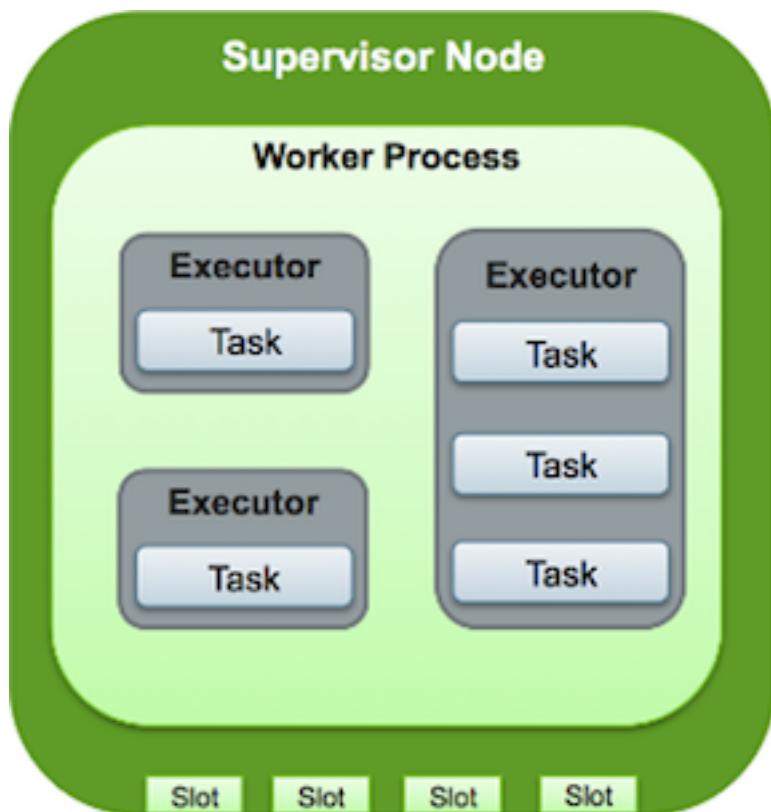 Supervisor Node
Worker Process
Executor
Task
Executor
Task
Executor
Task
Task
Task
Slot
Slot
Slot
Slot